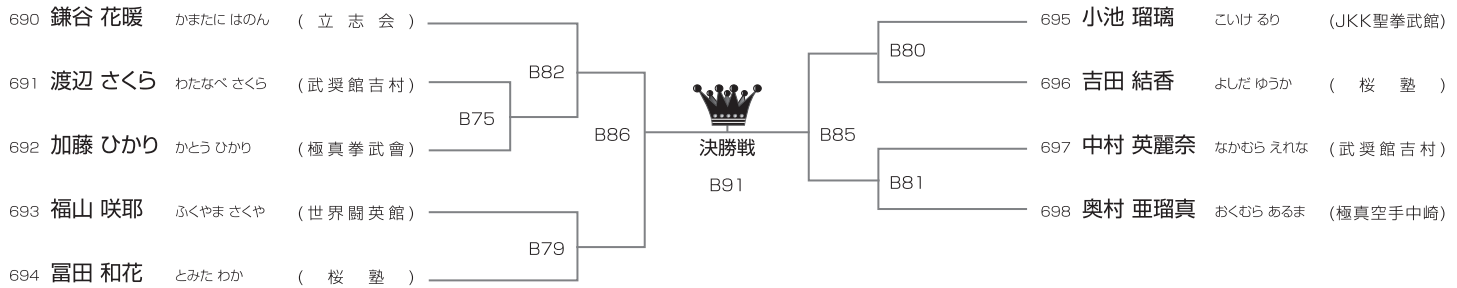 690 鎌谷 花暖 かまたに はのん (立志会)
691 渡辺 さくら わたなべ さくら (武奨館吉村)
692 加藤 ひかり かとう ひかり (極真拳武會)
693 福山 咲耶 ふくやま さくや (世界闘英館)
694 冨田 和花 とみた わか (桜塾)
B82
B75
B79
B86
決勝戦
B91
B85
B80
B81
695 小池 瑠璃 こいけ るり (JKK聖拳武館)
696 吉田 結香 よしだ ゆうか (桜塾)
697 中村 英麗奈 なかむら えれな (武奨館吉村)
698 奥村 亜瑠真 おくむら あるま (極真空手中崎)